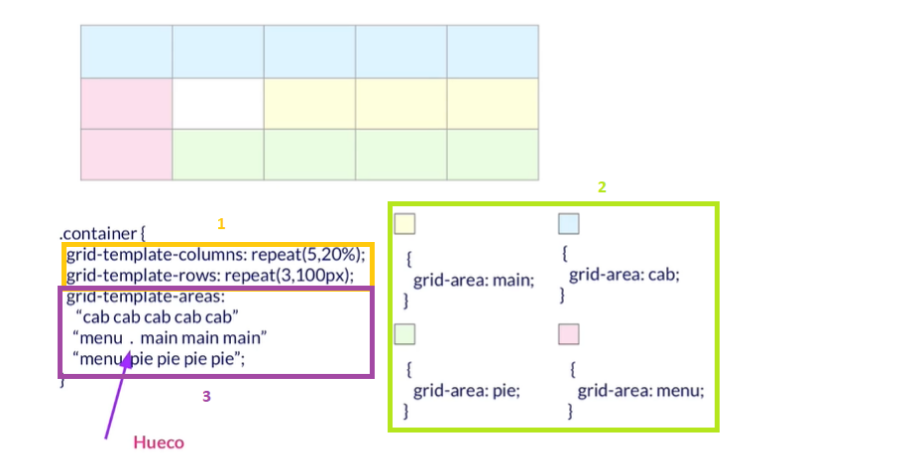 2
1
.container {
grid-template-columns: repeat(5,20%);
grid-template-rows: repeat(3,100px);
grid-template-areas:
“cab cab cab cab cab”
“menu . main main main”
“menu pie pie pie pie”;
}
3
Hueco
{
grid-area: main;
}
{
grid-area: cab;
}
{
grid-area: pie;
}
{
grid-area: menu;
}